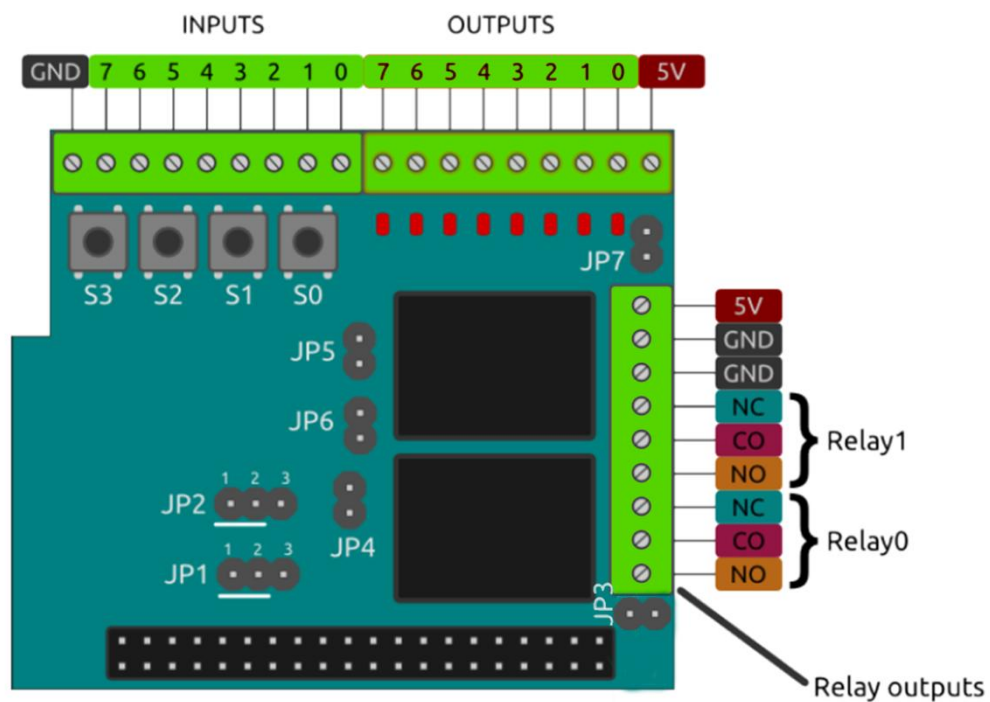 INPUTS OUTPUTS
GND 7 6 5 4 3 2 1 0 7 6 5 4 3 2 1 0 5V
JP7
S3 S2 S1 S0
5V
GND
JP5
GND
NC
JP6
CO Relay1
NO
1 2 3
JP2
NC
JP4
CO Relay0
1 2 3
JP1
NO
JP3
Relay outputs